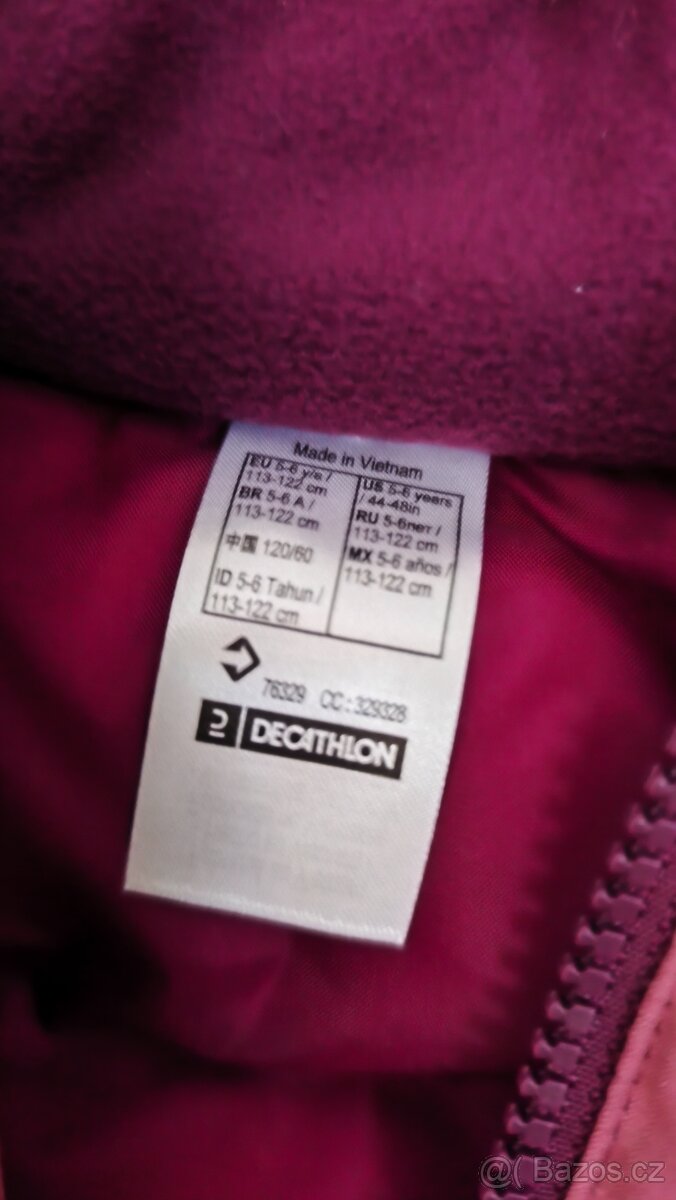 Made in Vietnam
EU 5-6 y/a /
113-122 cm
BR 5-6 A /
113-122 cm
中国 120/60
ID 5-6 Tahun /
113-122 cm
US 5-6 years
/ 44-48in
RU 5-6лет /
113-122 cm
MX 5-6 años /
113-122 cm
76329 CC : 329328
DECATHLON
@( Bazos.cz